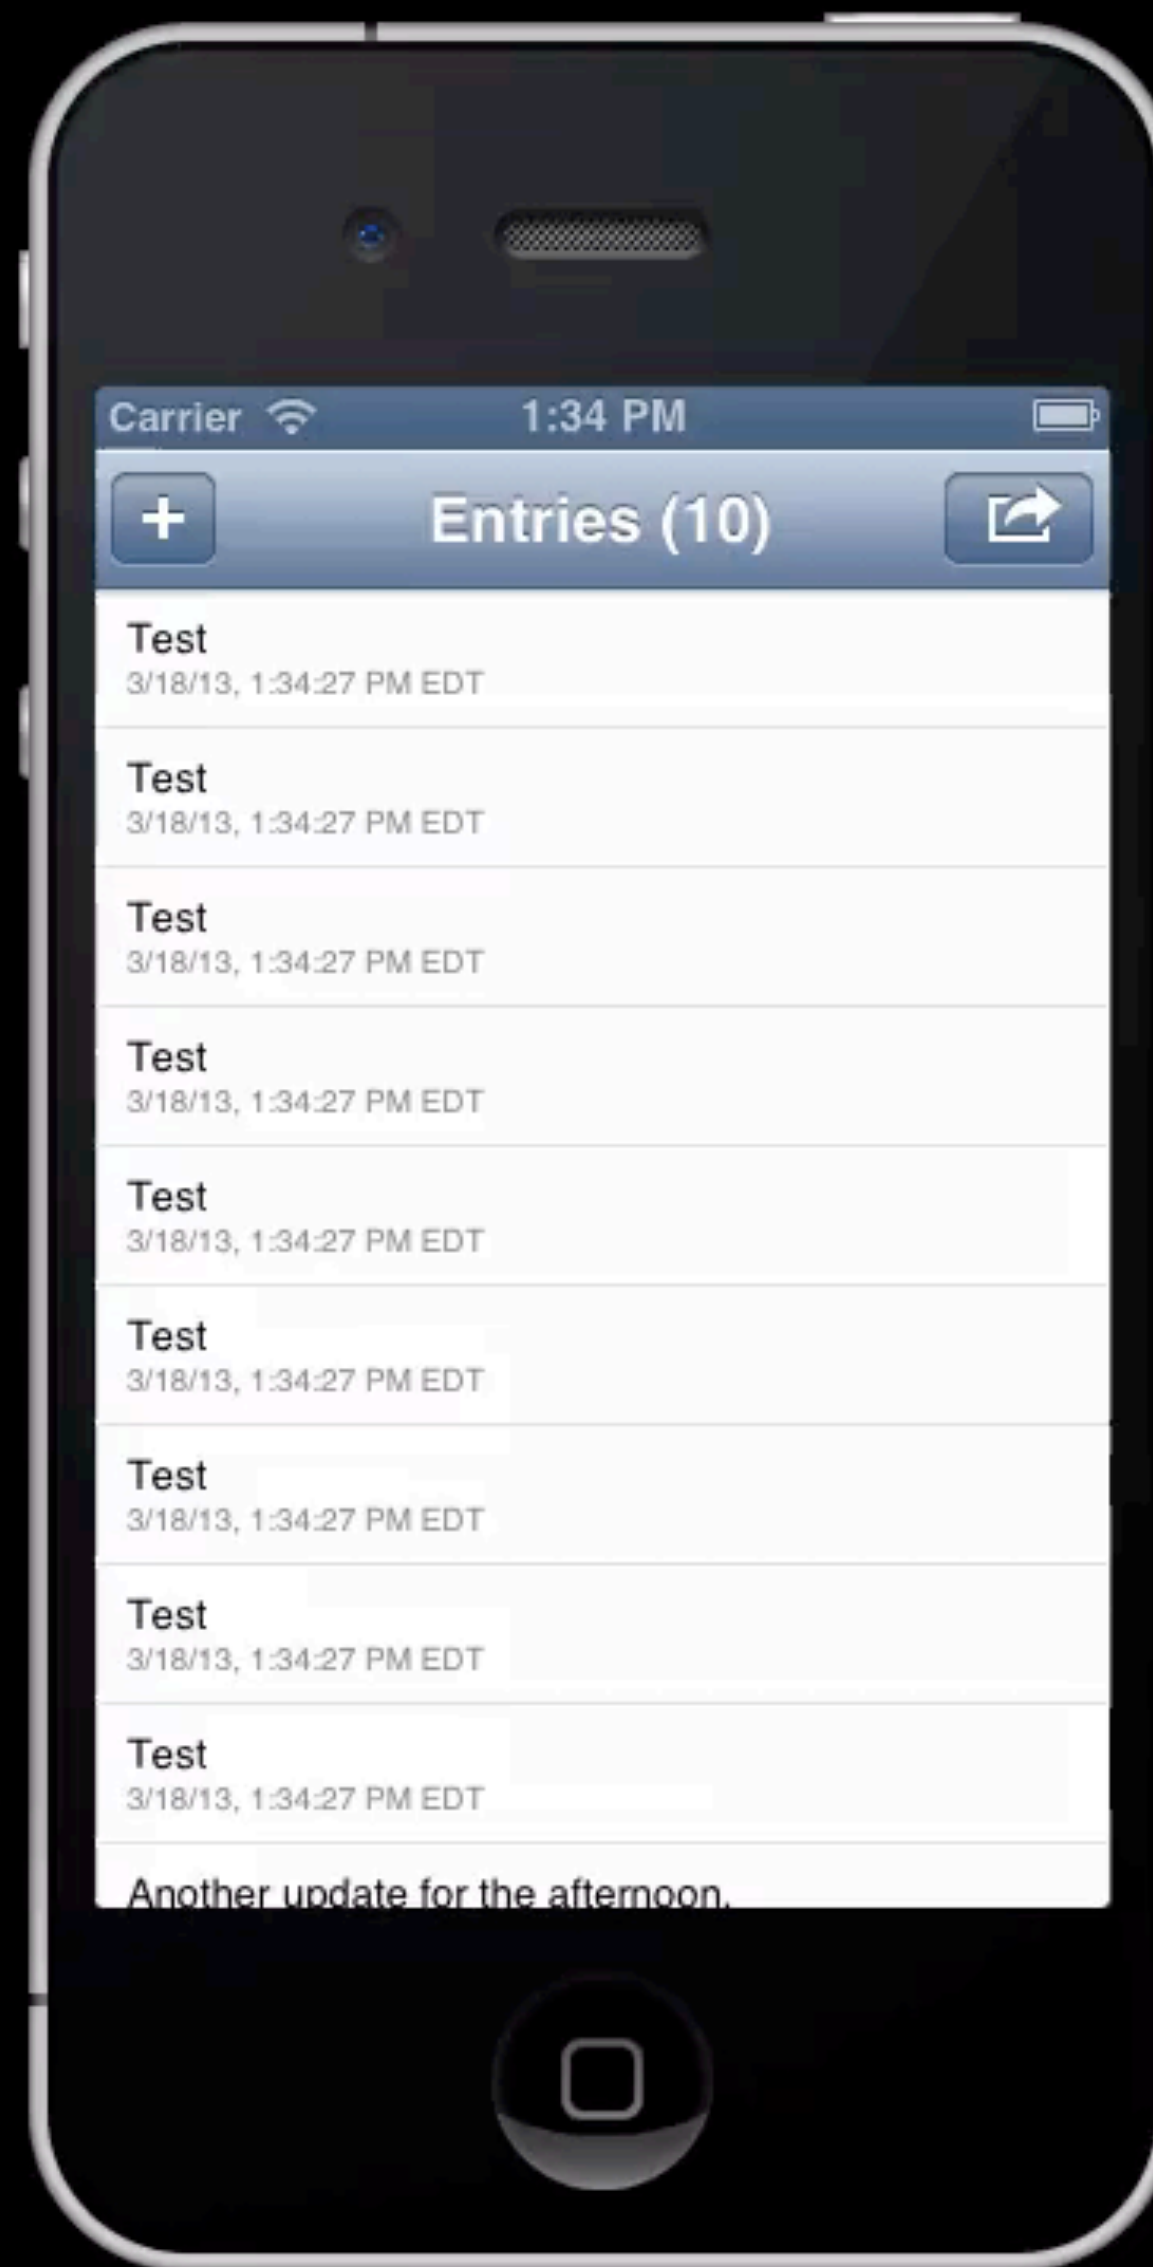 Carrier 1:34 PM
+ Entries (10)
Test
3/18/13, 1:34:27 PM EDT
Test
3/18/13, 1:34:27 PM EDT
Test
3/18/13, 1:34:27 PM EDT
Test
3/18/13, 1:34:27 PM EDT
Test
3/18/13, 1:34:27 PM EDT
Test
3/18/13, 1:34:27 PM EDT
Test
3/18/13, 1:34:27 PM EDT
Test
3/18/13, 1:34:27 PM EDT
Test
3/18/13, 1:34:27 PM EDT
Another update for the afternoon.